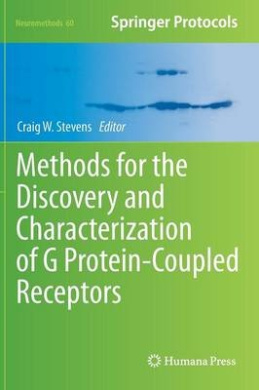 Neuromethods 60
Springer Protocols
Craig W. Stevens Editor
Methods for the
Discovery and
Characterization
of G Protein-Coupled
Receptors
Humana Press